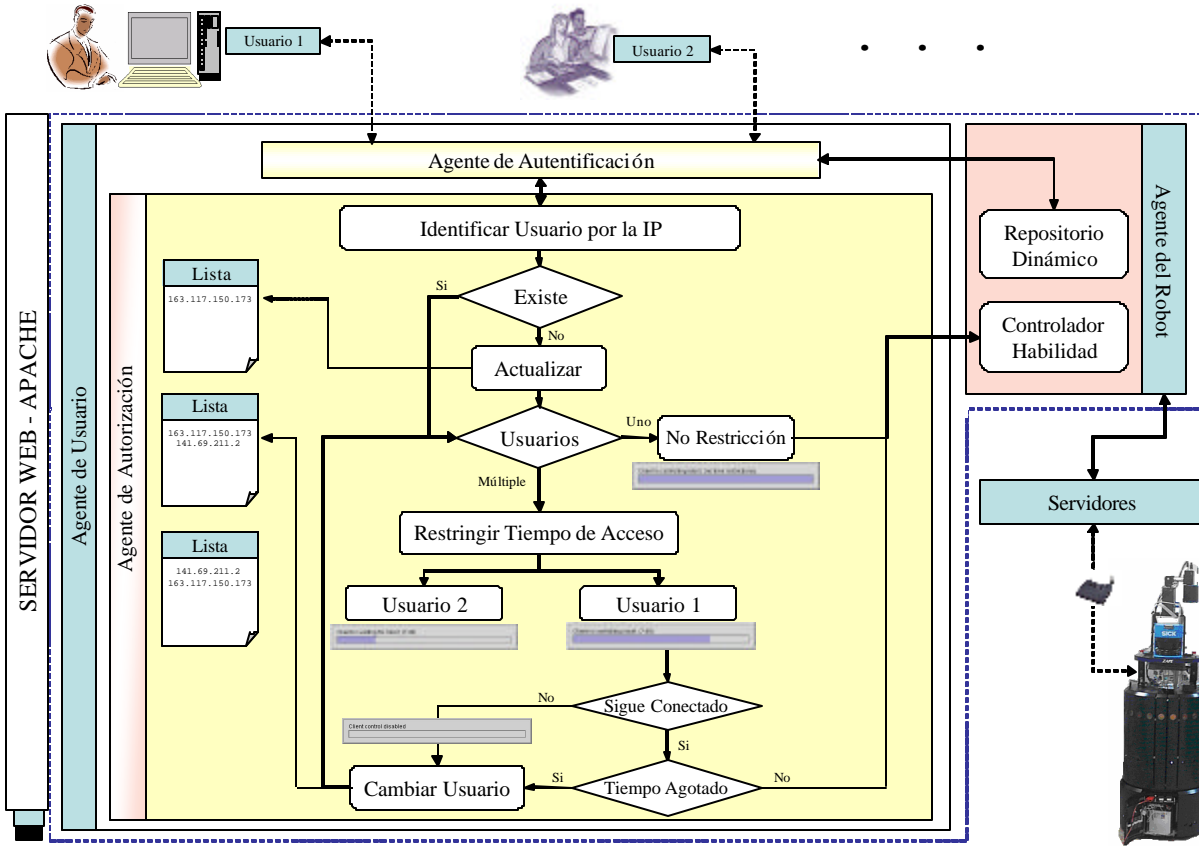 Usuario 1
Usuario 2
. . .
SERVIDOR WEB - APACHE
Agente de Usuario
Agente de Autorización
Agente de Autentificación
Agente del Robot
Identificar Usuario por la IP
Repositorio
Dinámico
Lista
163.117.150.173
Si
Existe
No
Controlador
Habilidad
Actualizar
Lista
163.117.150.173
141.69.211.2
Usuarios
Uno
No Restricción
Múltiple
Servidores
Restringir Tiempo de Acceso
Lista
141.69.211.2
163.117.150.173
Usuario 2
Usuario 1
SICK
No
Sigue Conectado
Client control disabled
Si
Cambiar Usuario
Si
Tiempo Agotado
No